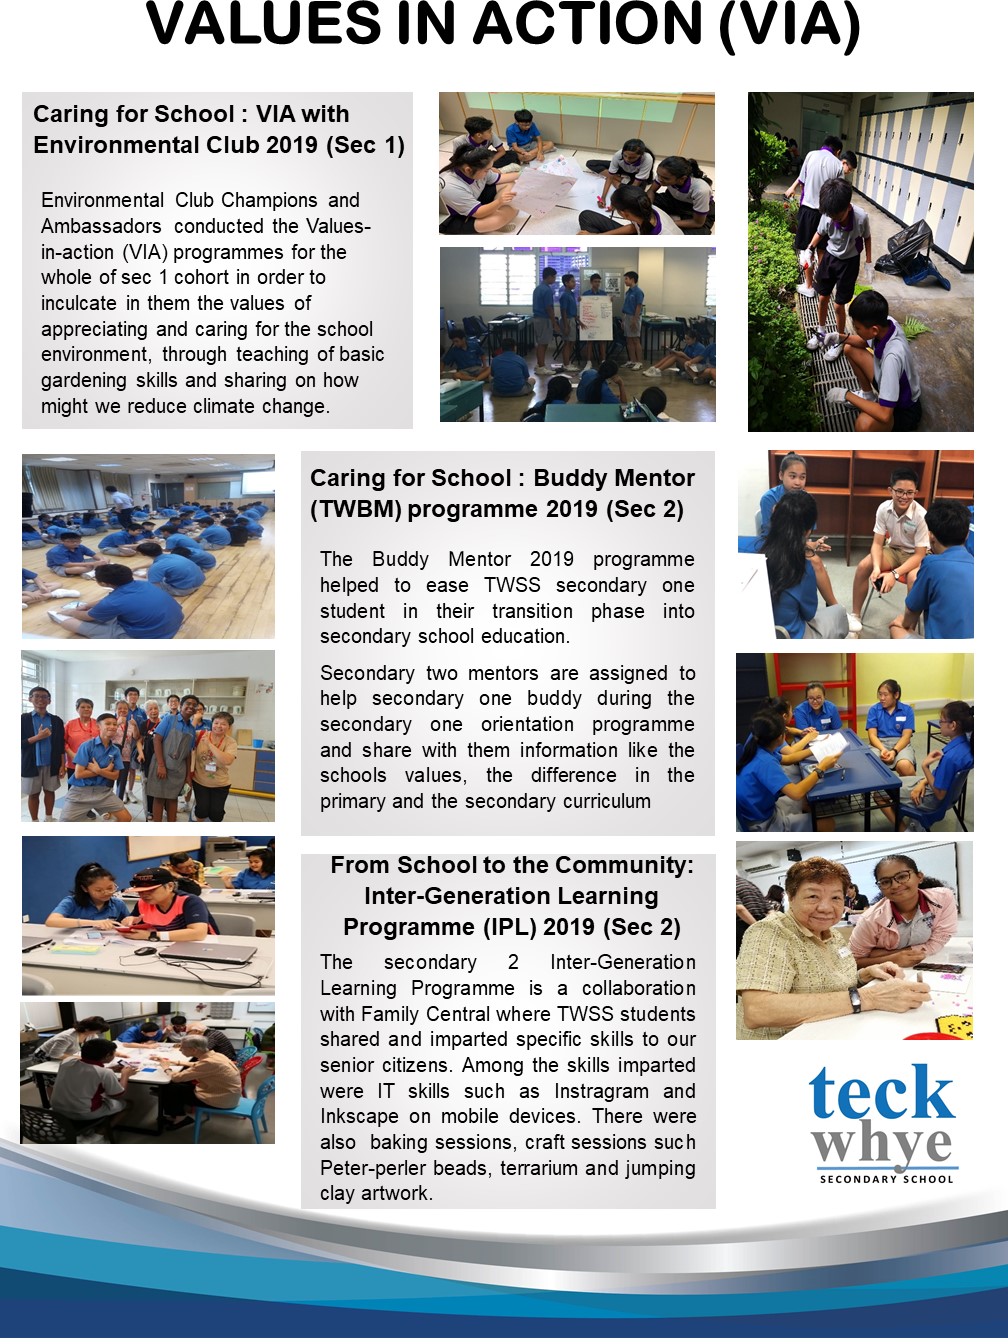 VALUES IN ACTION (VIA)
Caring for School : VIA with
Environmental Club 2019 (Sec 1)
Environmental Club Champions and
Ambassadors conducted the Values-
in-action (VIA) programmes for the
whole of sec 1 cohort in order to
inculcate in them the values of
appreciating and caring for the school
environment, through teaching of basic
gardening skills and sharing on how
might we reduce climate change.
Caring for School : Buddy Mentor
(TWBM) programme 2019 (Sec 2)
The Buddy Mentor 2019 programme
helped to ease TWSS secondary one
student in their transition phase into
secondary school education.
Secondary two mentors are assigned to
help secondary one buddy during the
secondary one orientation programme
and share with them information like the
schools values, the difference in the
primary and the secondary curriculum
From School to the Community:
Inter-Generation Learning
Programme (IPL) 2019 (Sec 2)
The secondary 2 Inter-Generation
Learning Programme is a collaboration
with Family Central where TWSS students
shared and imparted specific skills to our
senior citizens. Among the skills imparted
were IT skills such as Instragram and
Inkscape on mobile devices. There were
also baking sessions, craft sessions such
Peter-perler beads, terrarium and jumping
clay artwork.
teck
whye
SECONDARY SCHOOL